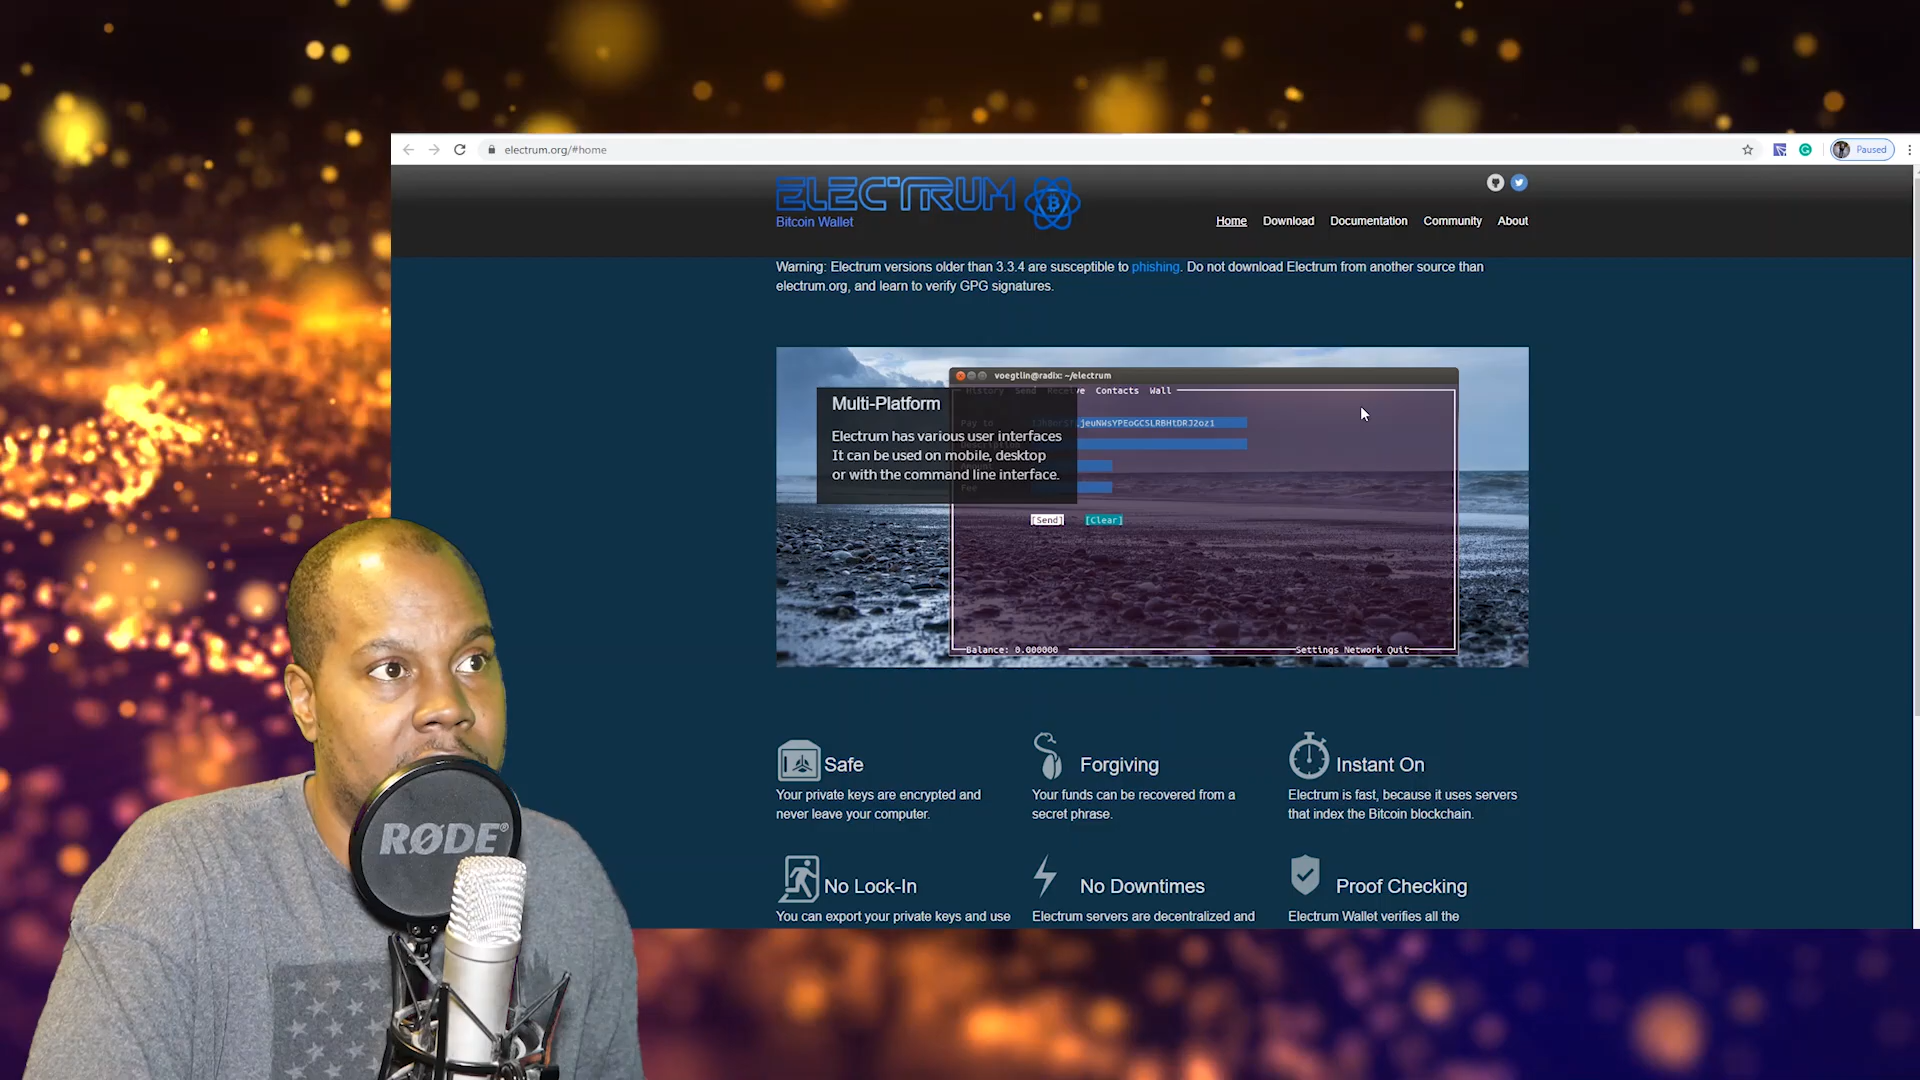 electrum.org/#home
Paused
ELECTRUM
Bitcoin Wallet
Home Download Documentation Community About
Warning: Electrum versions older than 3.3.4 are susceptible to phishing. Do not download Electrum from another source than
electrum.org, and learn to verify GPG signatures.
voegtlin@radix: ~/electrum
History Send Receive Contacts Wall
Multi-Platform
Electrum has various user interfaces
It can be used on mobile, desktop
or with the command line interface.
Pay to
Fee
[Send] [Clear]
Balance: 0.000000 Settings Network Quit
Safe
Your private keys are encrypted and
never leave your computer.
Forgiving
Your funds can be recovered from a
secret phrase.
Instant On
Electrum is fast, because it uses servers
that index the Bitcoin blockchain.
No Lock-In
You can export your private keys and use
No Downtimes
Electrum servers are decentralized and
Proof Checking
Electrum Wallet verifies all the
RØDE®